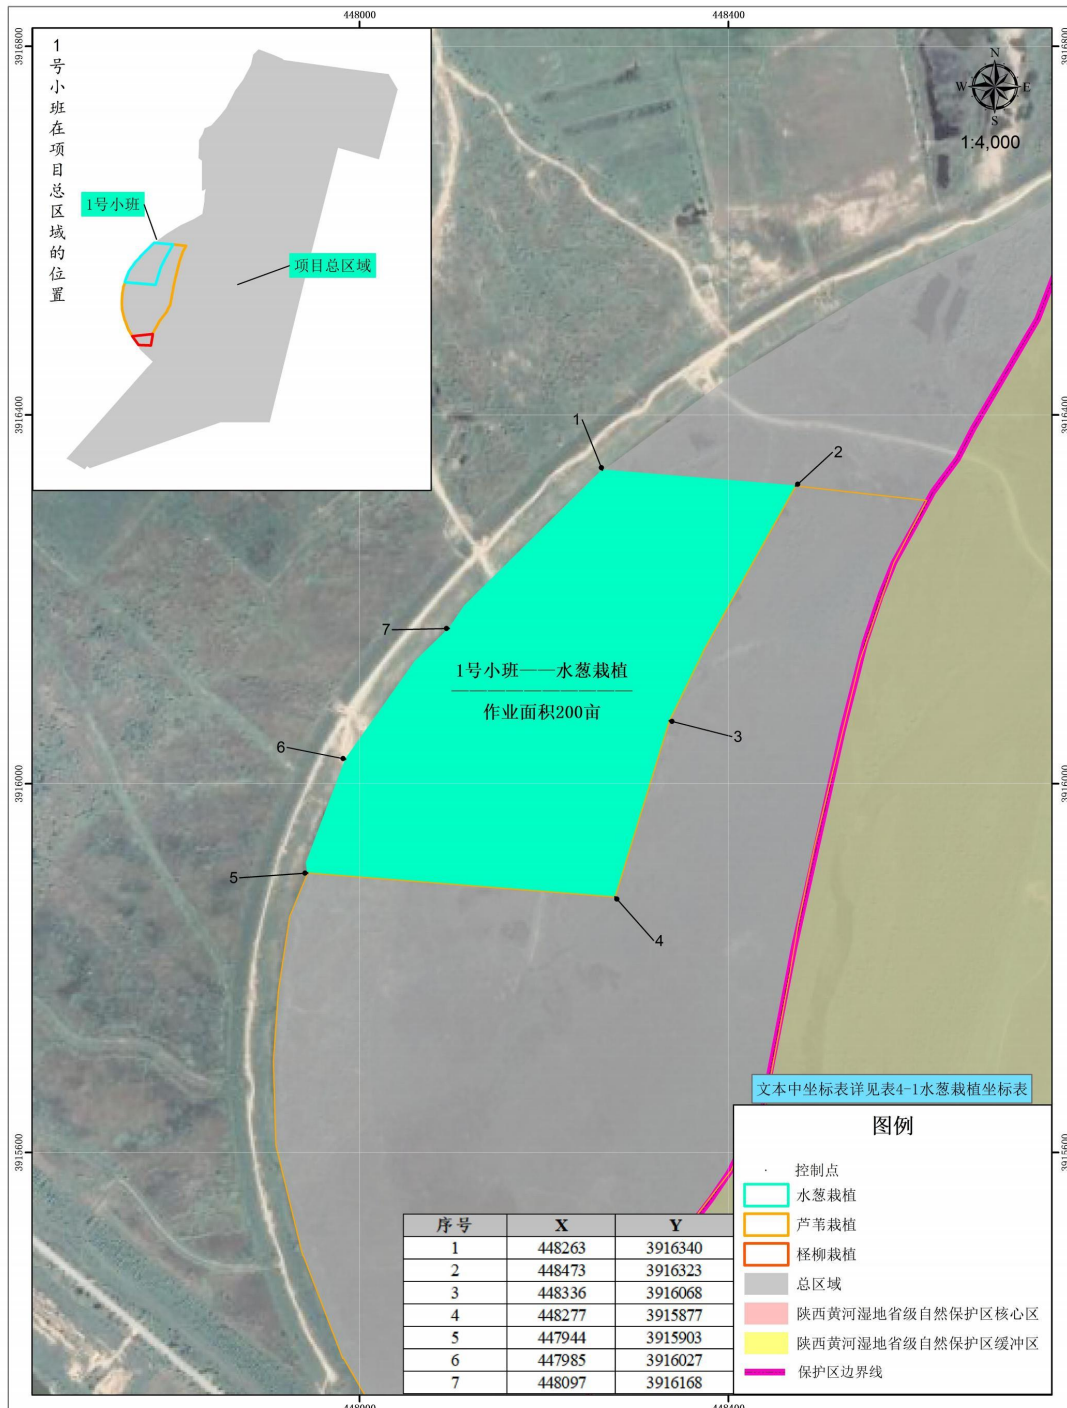 448000
448400
3916800
3916800
1号小班在项目总区域的位置
N
W
E
S
1:4,000
1号小班
项目总区域
3916400
3916400
1
2
7
1号小班——水葱栽植
————————————
作业面积200亩
3
6
3916000
3916000
5
4
文本中坐标表详见表4-1水葱栽植坐标表
图例
控制点
水葱栽植
芦苇栽植
柽柳栽植
总区域
陕西黄河湿地省级自然保护区核心区
陕西黄河湿地省级自然保护区缓冲区
保护区边界线
3915600
3915600
序号 X Y
1 448263 3916340
2 448473 3916323
3 448336 3916068
4 448277 3915877
5 447944 3915903
6 447985 3916027
7 448097 3916168
448000
448400